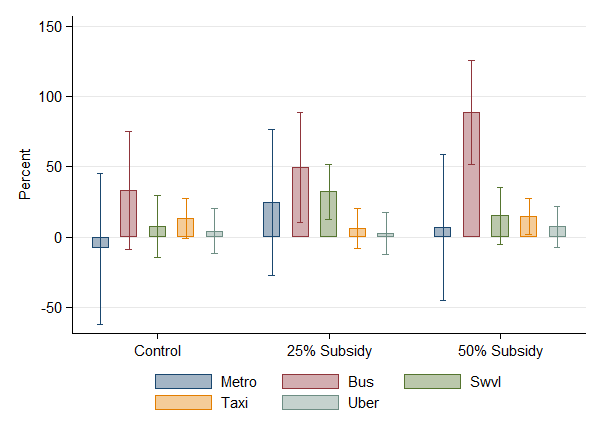 150
100
50
0
-50
Percent
Control 25% Subsidy 50% Subsidy
Metro Bus Swvl
Taxi Uber